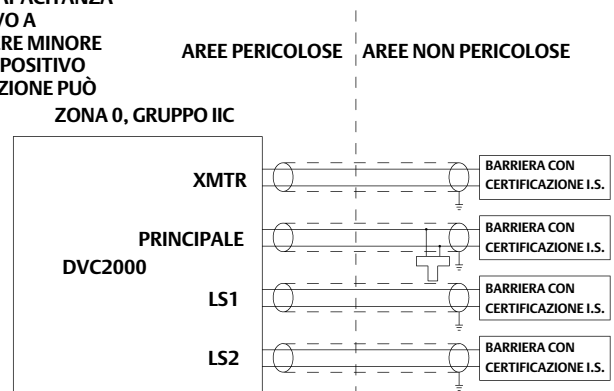 VO A
RE MINORE
POSITIVO
ZIONE PUÒ
AREE PERICOLOSE
AREE NON PERICOLOSE
ZONA 0, GRUPPO IIC
XMTR
BARRIERA CON
CERTIFICAZIONE I.S.
PRINCIPALE
BARRIERA CON
CERTIFICAZIONE I.S.
DVC2000
LS1
BARRIERA CON
CERTIFICAZIONE I.S.
LS2
BARRIERA CON
CERTIFICAZIONE I.S.